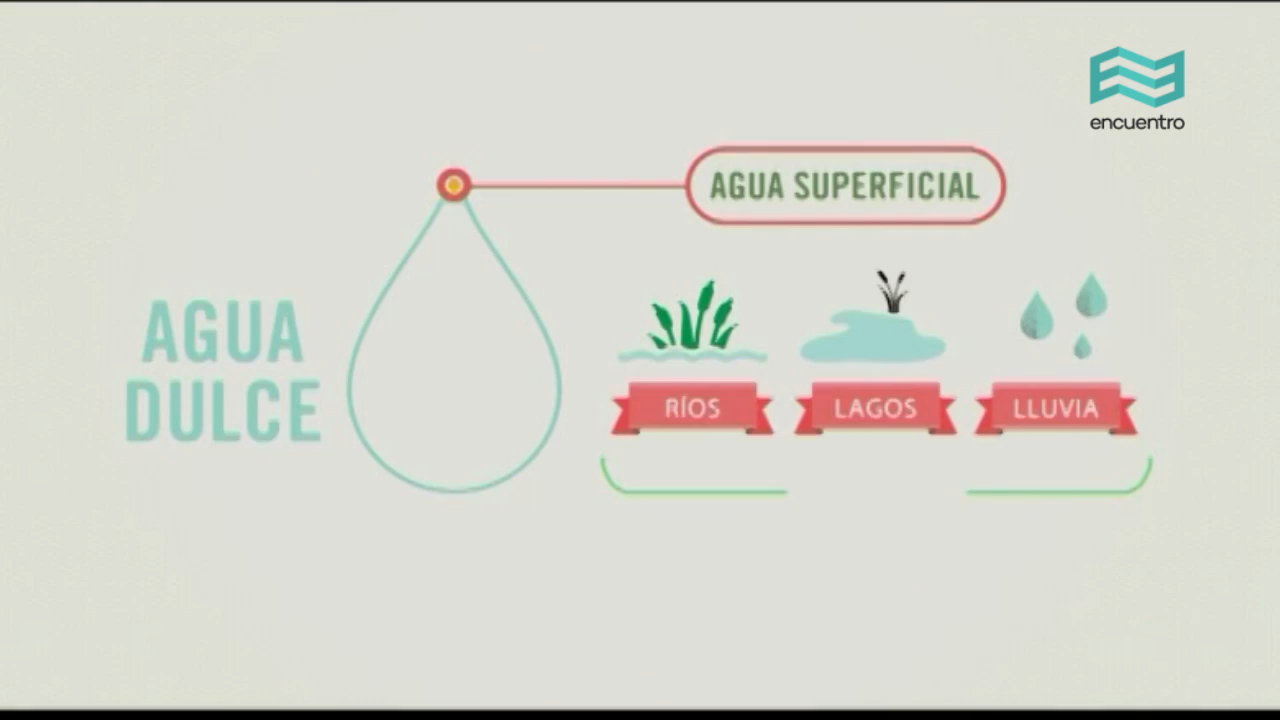 encuentro
AGUA SUPERFICIAL
AGUA
DULCE
RÍOS
LAGOS
LLUVIA